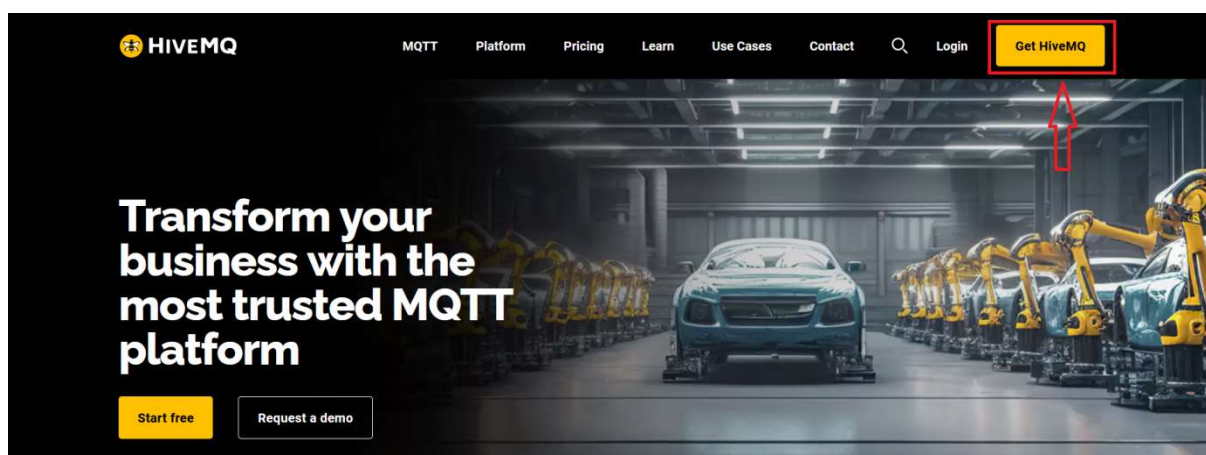 HIVEMQ
MQTT Platform Pricing Learn Use Cases Contact Login Get HiveMQ
Transform your
business with the
most trusted MQTT
platform
Start free Request a demo